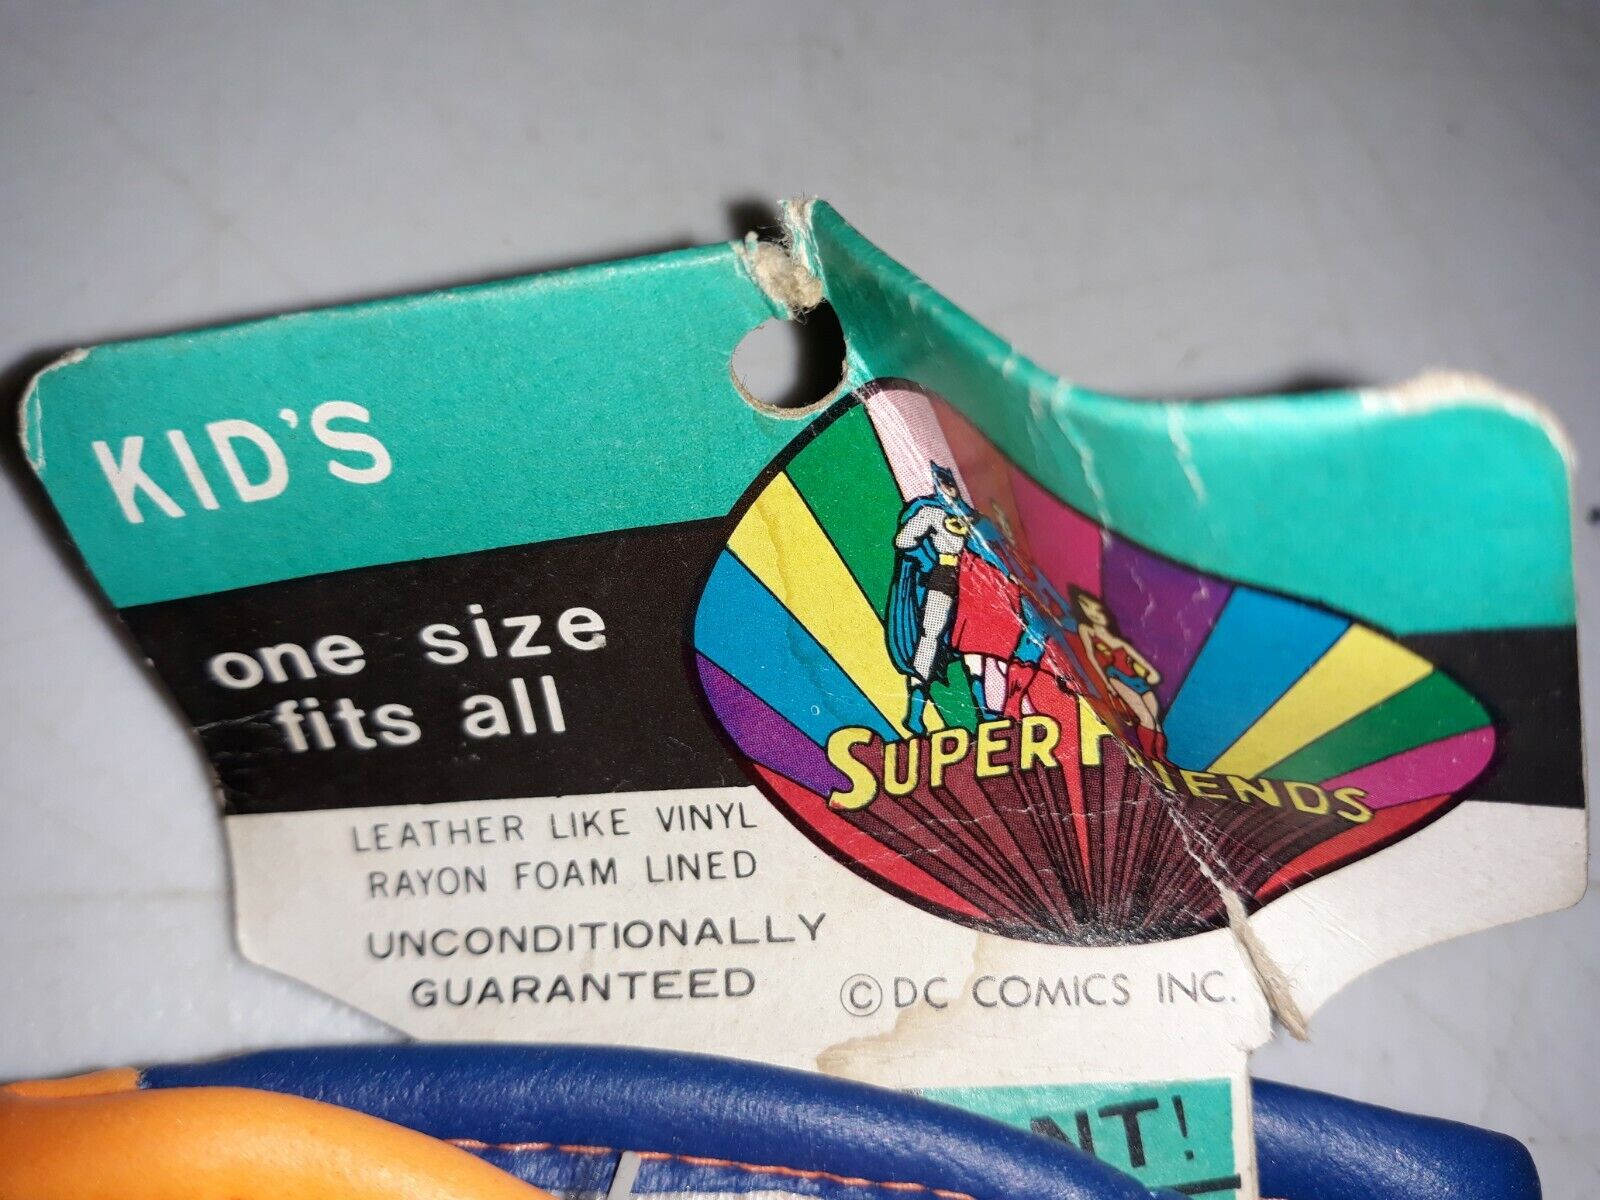 KID'S
one size
fits all
SUPER FRIENDS
LEATHER LIKE VINYL
RAYON FOAM LINED
UNCONDITIONALLY
GUARANTEED
© DC COMICS INC.
NT!